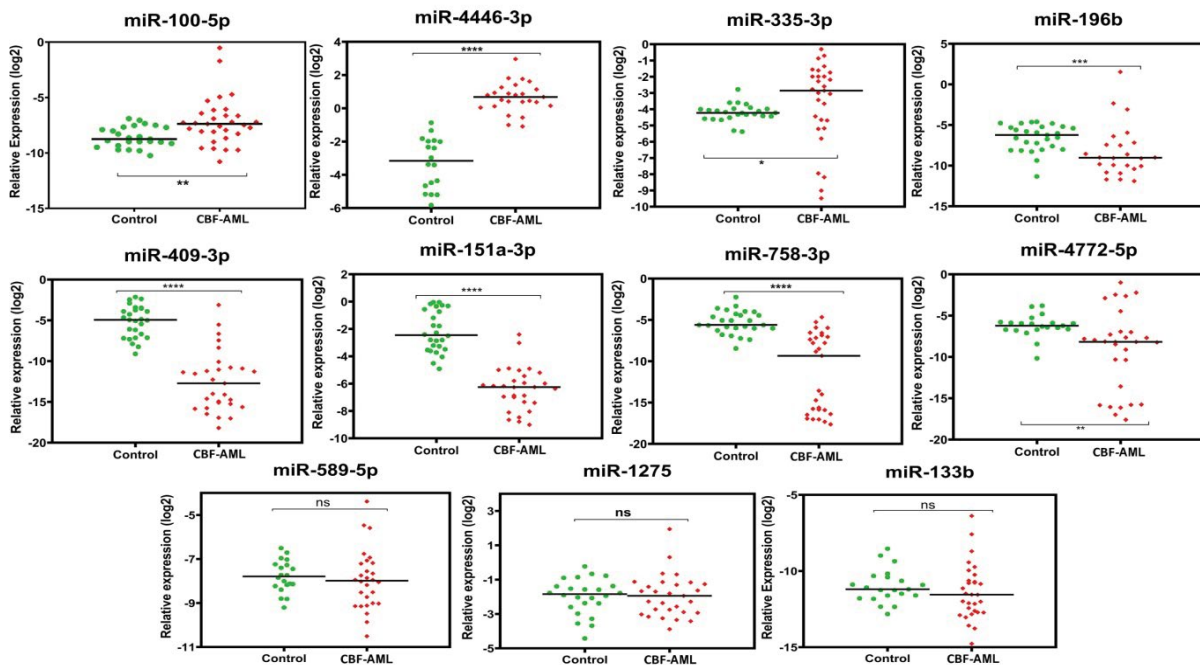 miR-100-5p
Relative Expression (log2)
0
-5
-10
-15
**
Control
CBF-AML
miR-4446-3p
Relative expression (log2)
4
2
0
-2
-4
-6
****
Control
CBF-AML
miR-335-3p
Relative expression (log2)
0
-1
-2
-3
-4
-5
-6
-7
-8
-9
-10
*
Control
CBF-AML
miR-196b
Relative Expression (log2)
5
0
-5
-10
-15
***
Control
CBF-AML
miR-409-3p
Relative expression (log2)
0
-5
-10
-15
-20
****
Control
CBF-AML
miR-151a-3p
Relative expression (log2)
2
0
-2
-4
-6
-8
-10
****
Control
CBF-AML
miR-758-3p
Relative expression (log2)
0
-5
-10
-15
-20
****
Control
CBF-AML
miR-4772-5p
Relative expression (log2)
0
-5
-10
-15
-20
**
Control
CBF-AML
miR-589-5p
Relative expression (log2)
-5
-7
-9
-11
ns
Control
CBF-AML
miR-1275
Relative expression (log2)
3
1
-1
-3
-5
ns
Control
CBF-AML
miR-133b
Relative Expression (log2)
-5
-10
-15
ns
Control
CBF-AML